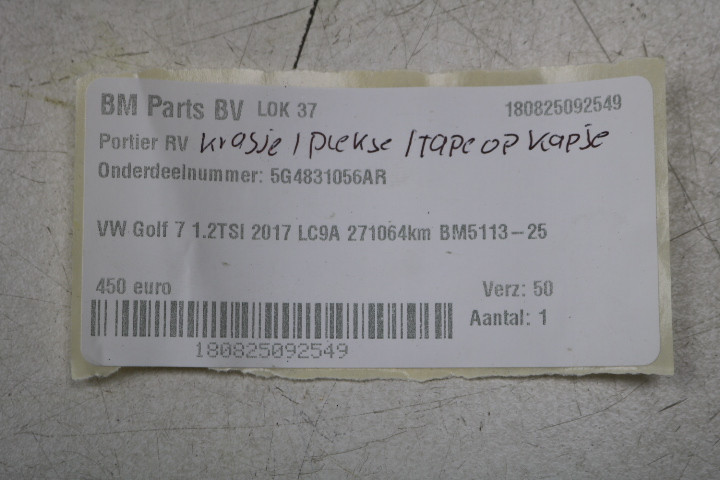 BM Parts BV LOK 37 180825092549
Portier RV krasje / plekse / tape op kapje
Onderdeelnummer: 5G4831056AR
VW Golf 7 1.2TSI 2017 LC9A 271064km BM5113-25
450 euro Verz: 50
Aantal: 1
180825092549